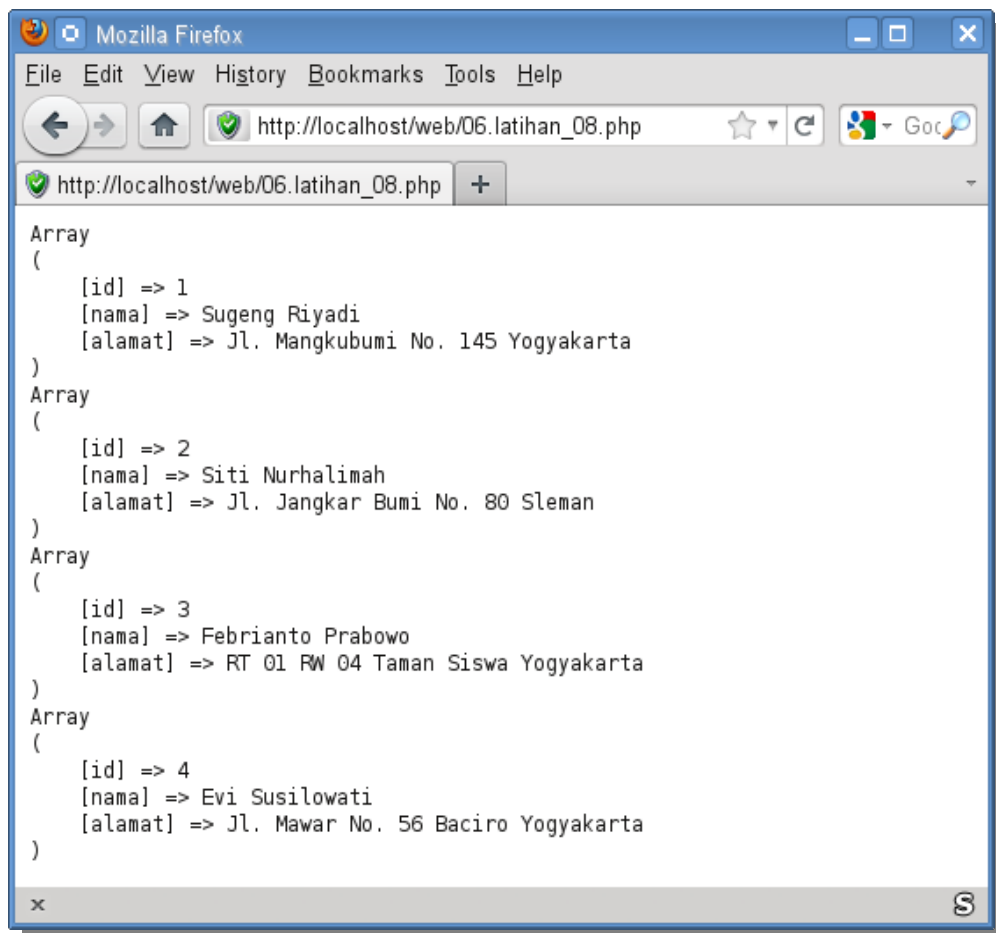 Mozilla Firefox
File Edit View History Bookmarks Tools Help
http://localhost/web/06.latihan_08.php
http://localhost/web/06.latihan_08.php
Array
(
    [id] => 1
    [nama] => Sugeng Riyadi
    [alamat] => Jl. Mangkubumi No. 145 Yogyakarta
)
Array
(
    [id] => 2
    [nama] => Siti Nurhalimah
    [alamat] => Jl. Jangkar Bumi No. 80 Sleman
)
Array
(
    [id] => 3
    [nama] => Febrianto Prabowo
    [alamat] => RT 01 RW 04 Taman Siswa Yogyakarta
)
Array
(
    [id] => 4
    [nama] => Evi Susilowati
    [alamat] => Jl. Mawar No. 56 Baciro Yogyakarta
)